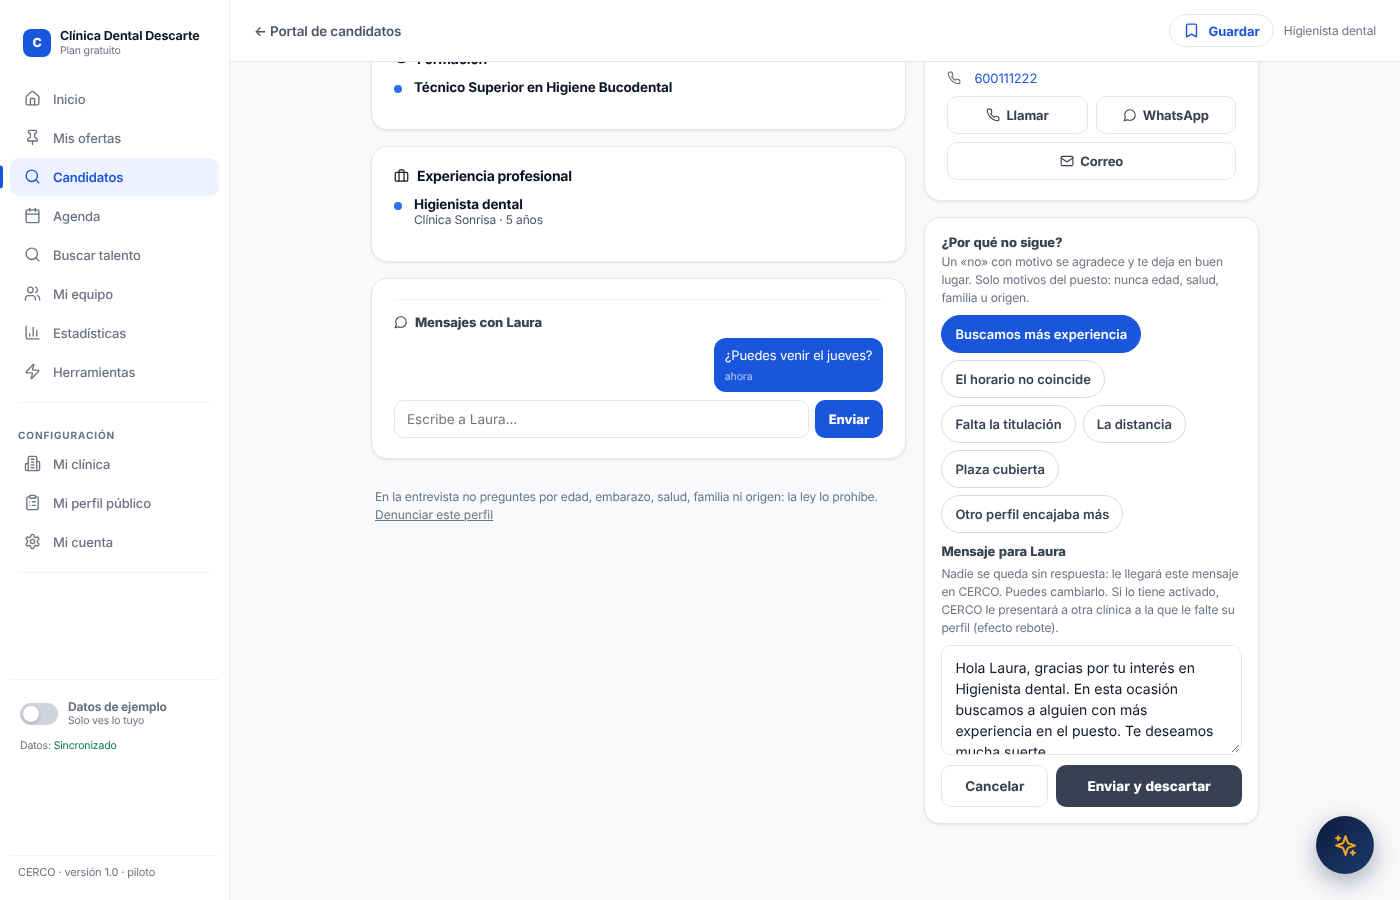 C
Clínica Dental Descarte
Plan gratuito
Inicio
Mis ofertas
Candidatos
Agenda
Buscar talento
Mi equipo
Estadísticas
Herramientas
CONFIGURACIÓN
Mi clínica
Mi perfil público
Mi cuenta
Datos de ejemplo
Solo ves lo tuyo
Datos: Sincronizado
CERCO · versión 1.0 · piloto
← Portal de candidatos
Guardar
Higienista dental
Formación
Técnico Superior en Higiene Bucodental
Experiencia profesional
Higienista dental
Clínica Sonrisa · 5 años
Mensajes con Laura
¿Puedes venir el jueves?
ahora
Escribe a Laura...
Enviar
En la entrevista no preguntes por edad, embarazo, salud, familia ni origen: la ley lo prohíbe.
Denunciar este perfil
600111222
Llamar
WhatsApp
Correo
¿Por qué no sigue?
Un «no» con motivo se agradece y te deja en buen
lugar. Solo motivos del puesto: nunca edad, salud,
familia u origen.
Buscamos más experiencia
El horario no coincide
Falta la titulación
La distancia
Plaza cubierta
Otro perfil encajaba más
Mensaje para Laura
Nadie se queda sin respuesta: le llegará este mensaje
en CERCO. Puedes cambiarlo. Si lo tiene activado,
CERCO le presentará a otra clínica a la que le falte su
perfil (efecto rebote).
Hola Laura, gracias por tu interés en
Higienista dental. En esta ocasión
buscamos a alguien con más
experiencia en el puesto. Te deseamos
mucha suerte.
Cancelar
Enviar y descartar